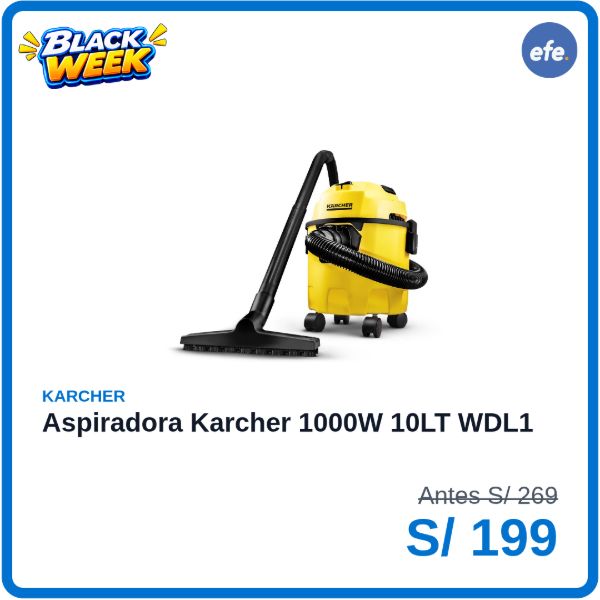 BLACK
WEEK
efe.
KARCHER
KARCHER
Aspiradora Karcher 1000W 10LT WDL1
Antes S/ 269
S/ 199